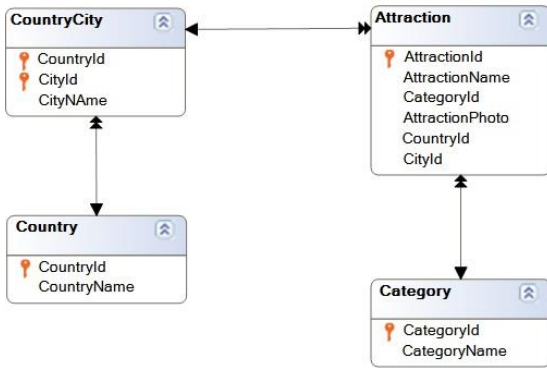 CountryCity
CountryId
CityId
CityNAme
Attraction
AttractionId
AttractionName
CategoryId
AttractionPhoto
CountryId
CityId
Country
CountryId
CountryName
Category
CategoryId
CategoryName